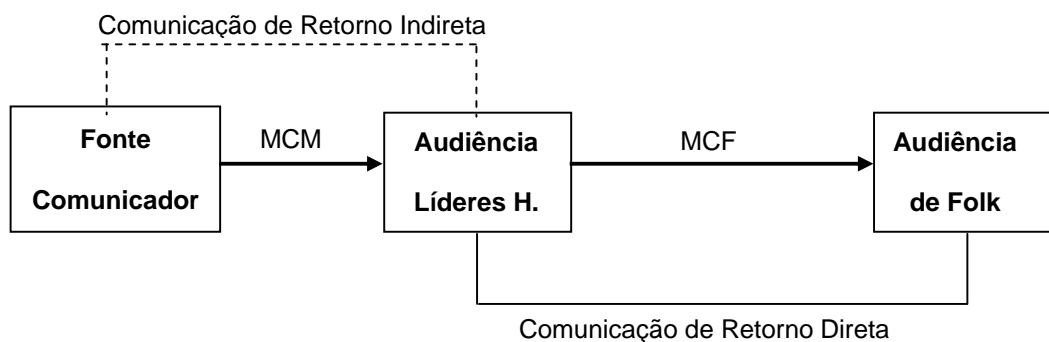 Comunicação de Retorno Indireta
Fonte
Comunicador
MCM
Audiência
Líderes H.
MCF
Audiência
de Folk
Comunicação de Retorno Direta